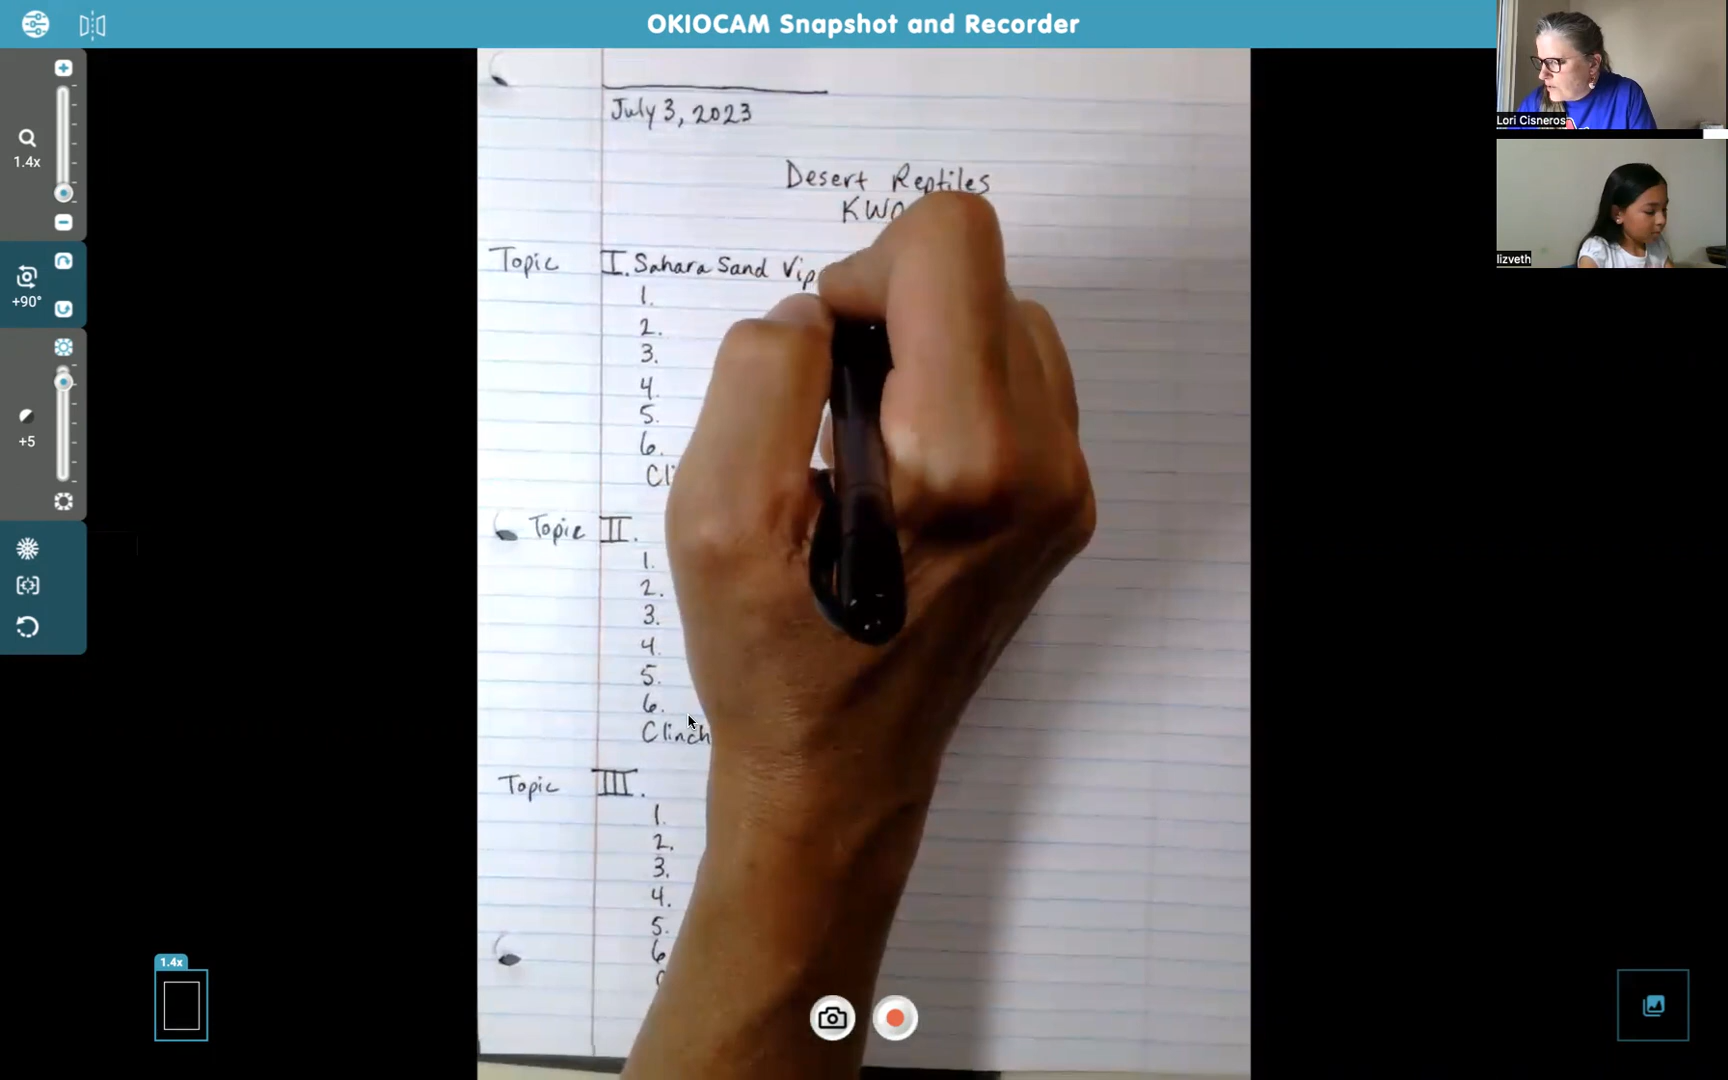 OKIOCAM Snapshot and Recorder
1.4x
+90°
+5
1.4x
Lori Cisneros
lizveth
July 3, 2023
Desert Reptiles
Topic I. Sahara Sand
1.
2.
3.
4.
5.
6.
Topic II.
1.
2.
3.
4.
5.
6.
Clinch
Topic III.
1.
2.
3.
4.
5.
6